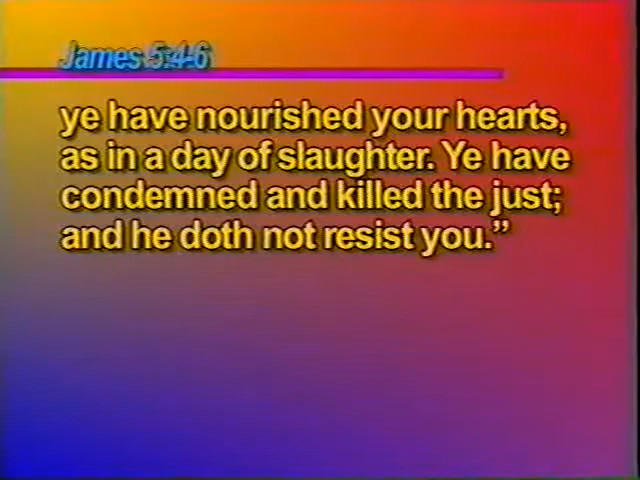 James 5:4-6
ye have nourished your hearts,
as in a day of slaughter. Ye have
condemned and killed the just;
and he doth not resist you.”